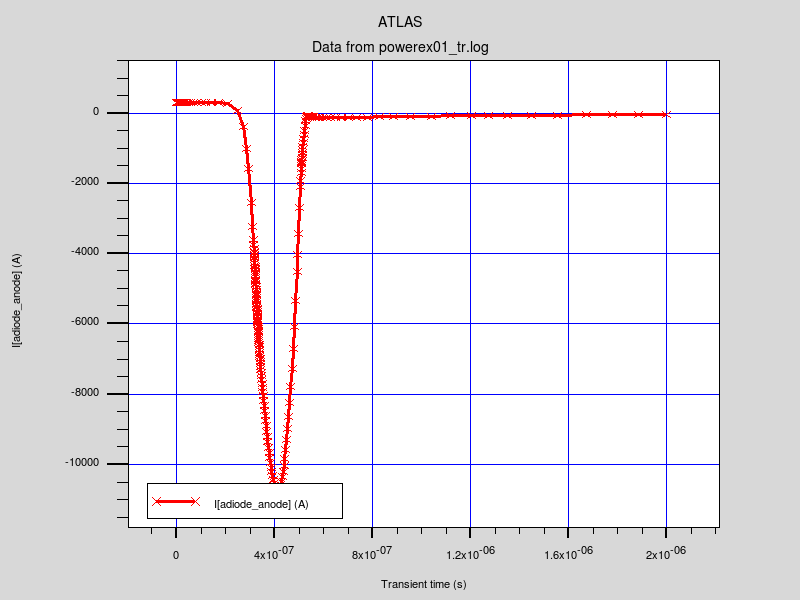 ATLAS
Data from powerex01_tr.log
I[adiode_anode] (A)
0
-2000
-4000
-6000
-8000
-10000
I[adiode_anode] (A)
0
4x10-07
8x10-07
1.2x10-06
1.6x10-06
2x10-06
Transient time (s)